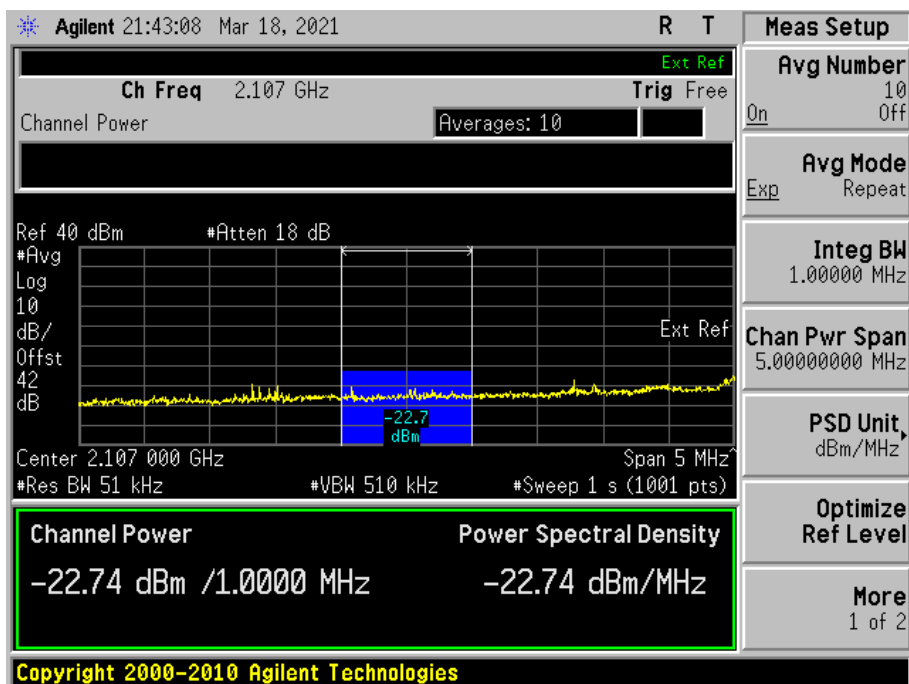 Agilent 21:43:08 Mar 18, 2021 R T
Ext Ref
Ch Freq 2.107 GHz Trig Free
Channel Power Averages: 10
Ref 40 dBm #Atten 18 dB
#Avg
Log
10
dB/
Offst
42
dB
Ext Ref
-22.7
dBm
Center 2.107 000 GHz Span 5 MHz^
#Res BW 51 kHz #VBW 510 kHz #Sweep 1 s (1001 pts)
Channel Power Power Spectral Density
-22.74 dBm /1.0000 MHz -22.74 dBm/MHz
Copyright 2000-2010 Agilent Technologies
Meas Setup
Avg Number
10
On Off
Avg Mode
Exp Repeat
Integ BW
1.00000 MHz
Chan Pwr Span
5.00000000 MHz
PSD Unit
dBm/MHz
Optimize
Ref Level
More
1 of 2